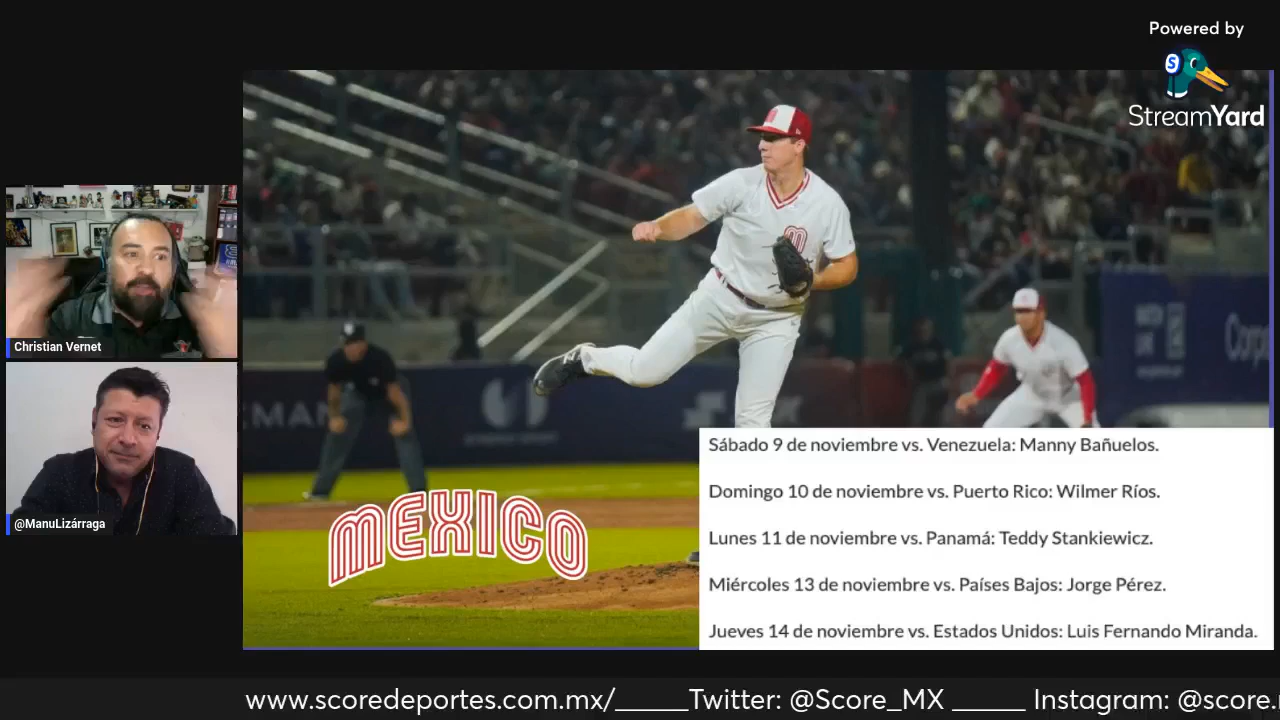 Powered by
S
StreamYard
Christian Vernet
@ManuLizárraga
MEXICO
Sábado 9 de noviembre vs. Venezuela: Manny Bañuelos.
Domingo 10 de noviembre vs. Puerto Rico: Wilmer Ríos.
Lunes 11 de noviembre vs. Panamá: Teddy Stankiewicz.
Miércoles 13 de noviembre vs. Países Bajos: Jorge Pérez.
Jueves 14 de noviembre vs. Estados Unidos: Luis Fernando Miranda.
www.scoredeportes.com.mx/______Twitter: @Score_MX ______ Instagram: @score.